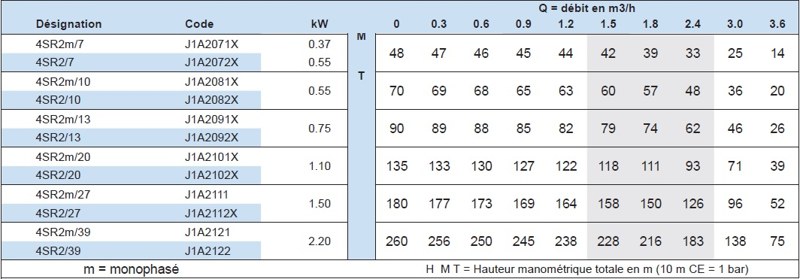 Désignation Code kW Q = débit en m3/h
0 0.3 0.6 0.9 1.2 1.5 1.8 2.4 3.0 3.6
4SR2m/7 J1A2071X 0.37 M
4SR2/7 J1A2072X 0.55 48 47 46 45 44 42 39 33 25 14
T
4SR2m/10 J1A2081X
4SR2/10 J1A2082X 0.55 70 69 68 65 63 60 57 48 36 20
4SR2m/13 J1A2091X
4SR2/13 J1A2092X 0.75 90 89 88 85 82 79 74 62 46 26
4SR2m/20 J1A2101X
4SR2/20 J1A2102X 1.10 135 133 130 127 122 118 111 93 71 39
4SR2m/27 J1A2111
4SR2/27 J1A2112X 1.50 180 177 173 169 164 158 150 126 96 52
4SR2m/39 J1A2121
4SR2/39 J1A2122 2.20 260 256 250 245 238 228 216 183 138 75
m = monophasé H M T = Hauteur manométrique totale en m (10 m CE = 1 bar)